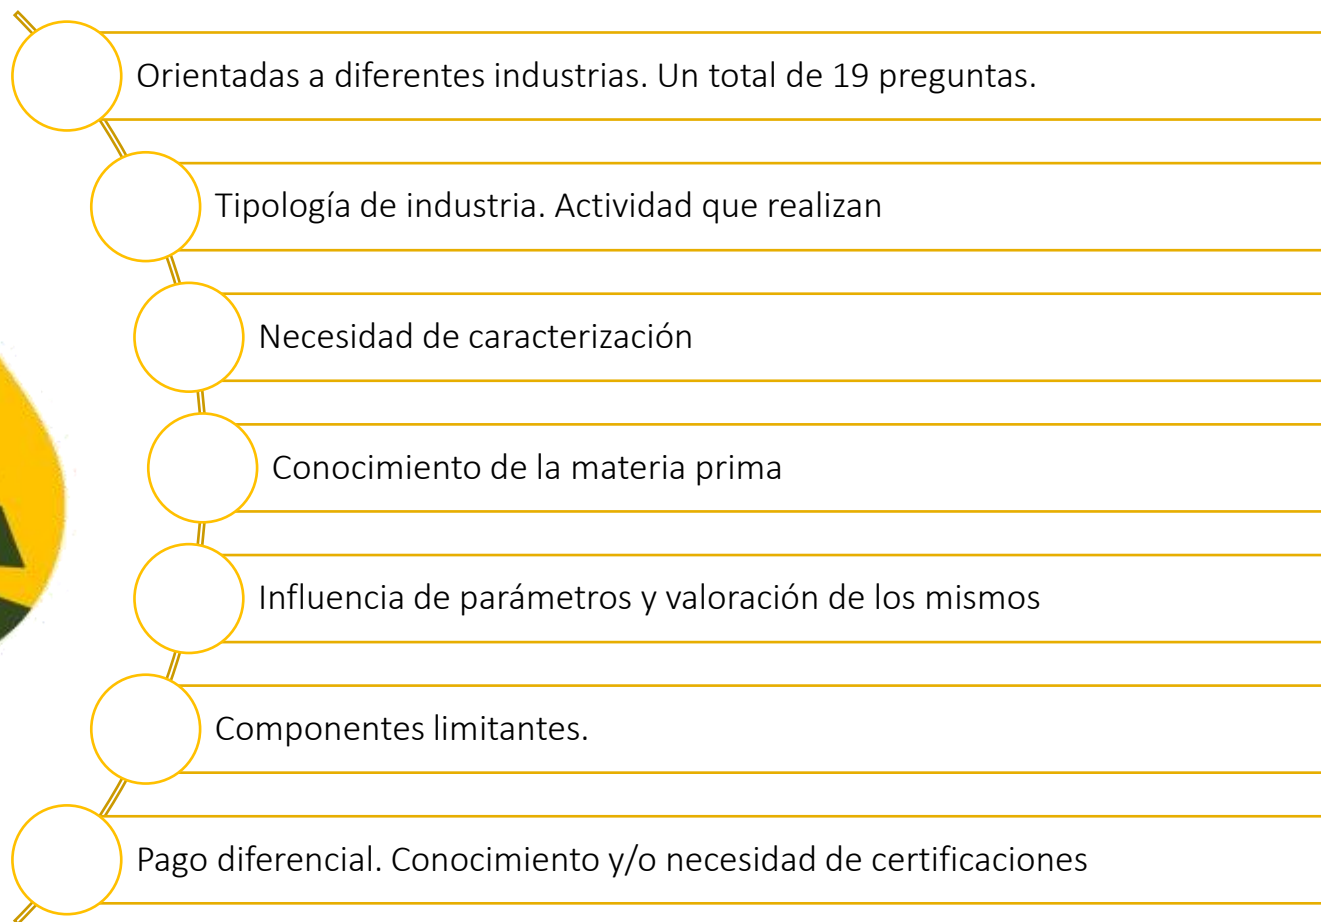 Orientadas a diferentes industrias. Un total de 19 preguntas.
Tipología de industria. Actividad que realizan
Necesidad de caracterización
Conocimiento de la materia prima
Influencia de parámetros y valoración de los mismos
Componentes limitantes.
Pago diferencial. Conocimiento y/o necesidad de certificaciones